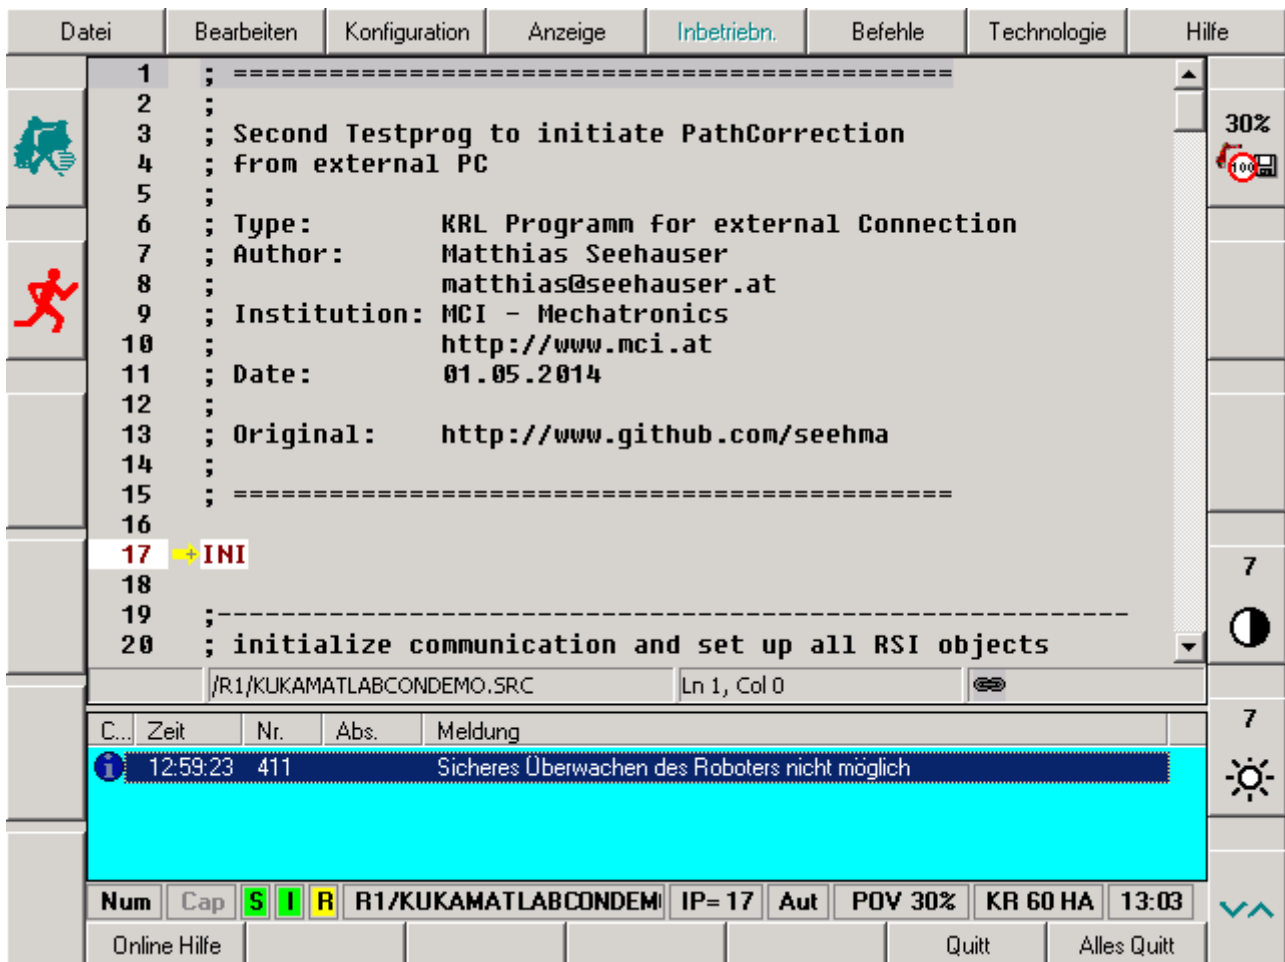 Datei Bearbeiten Konfiguration Anzeige Inbetriebn. Befehle Technologie Hilfe
1 ; =============================================
2 ;
3 ; Second Testprog to initiate PathCorrection
4 ; from external PC
5 ;
6 ; Type: KRL Programm for external Connection
7 ; Author: Matthias Seehauser
8 ; matthias@seehauser.at
9 ; Institution: MCI - Mechatronics
10 ; http://www.mci.at
11 ; Date: 01.05.2014
12 ;
13 ; Original: http://www.github.com/seehma
14 ;
15 ; =============================================
16
17 INI
18
19 ;---------------------------------------------------------
20 ; initialize communication and set up all RSI objects
30%
100
7
7
/R1/KUKAMATLABCONDEMO.SRC Ln 1, Col 0
C... Zeit Nr. Abs. Meldung
12:59:23 411 Sicheres Überwachen des Roboters nicht möglich
Num Cap S I R R1/KUKAMATLABCONDEM IP= 17 Aut POV 30% KR 60 HA 13:03
Online Hilfe Quitt Alles Quitt